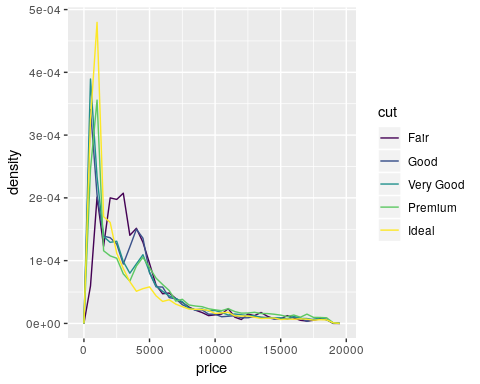 5e-04
4e-04
3e-04
2e-04
1e-04
0e+00
density
0
5000
10000
15000
20000
price
cut
Fair
Good
Very Good
Premium
Ideal